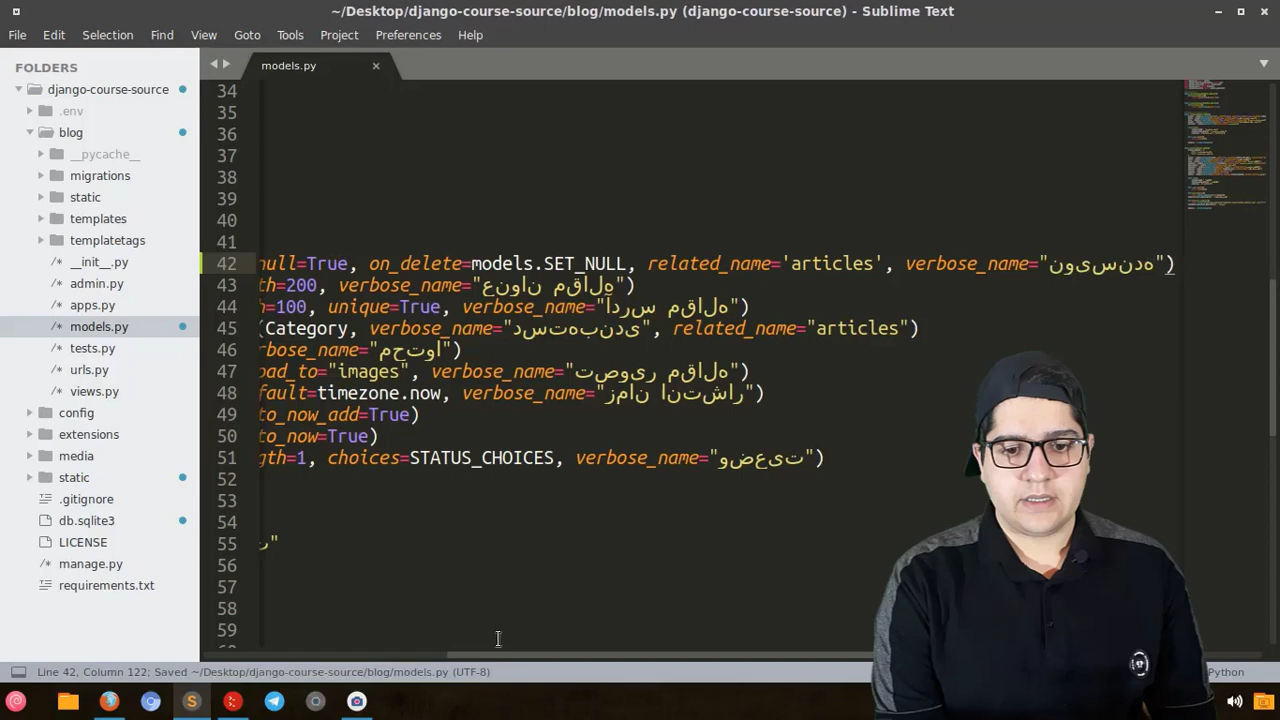 ~/Desktop/django-course-source/blog/models.py (django-course-source) - Sublime Text
File Edit Selection Find View Goto Tools Project Preferences Help
FOLDERS
django-course-source
.env
blog
__pycache__
migrations
static
templates
templatetags
__init__.py
admin.py
apps.py
models.py
tests.py
urls.py
views.py
config
extensions
media
static
.gitignore
db.sqlite3
LICENSE
manage.py
requirements.txt
models.py
34
35
36
37
38
39
40
41
42 null=True, on_delete=models.SET_NULL, related_name='articles', verbose_name="نویسنده")
43 th=200, verbose_name="عنوان مقاله")
44 h=100, unique=True, verbose_name="آدرس مقاله")
45 (Category, verbose_name="دسته‌بندی", related_name="articles")
46 rbose_name="محتوا")
47 oad_to="images", verbose_name="تصویر مقاله")
48 fault=timezone.now, verbose_name="زمان انتشار")
49 to_now_add=True)
50 to_now=True)
51 gth=1, choices=STATUS_CHOICES, verbose_name="وضعیت")
52
53
54
55 ت"
56
57
58
59
Line 42, Column 122; Saved ~/Desktop/django-course-source/blog/models.py (UTF-8)
Python